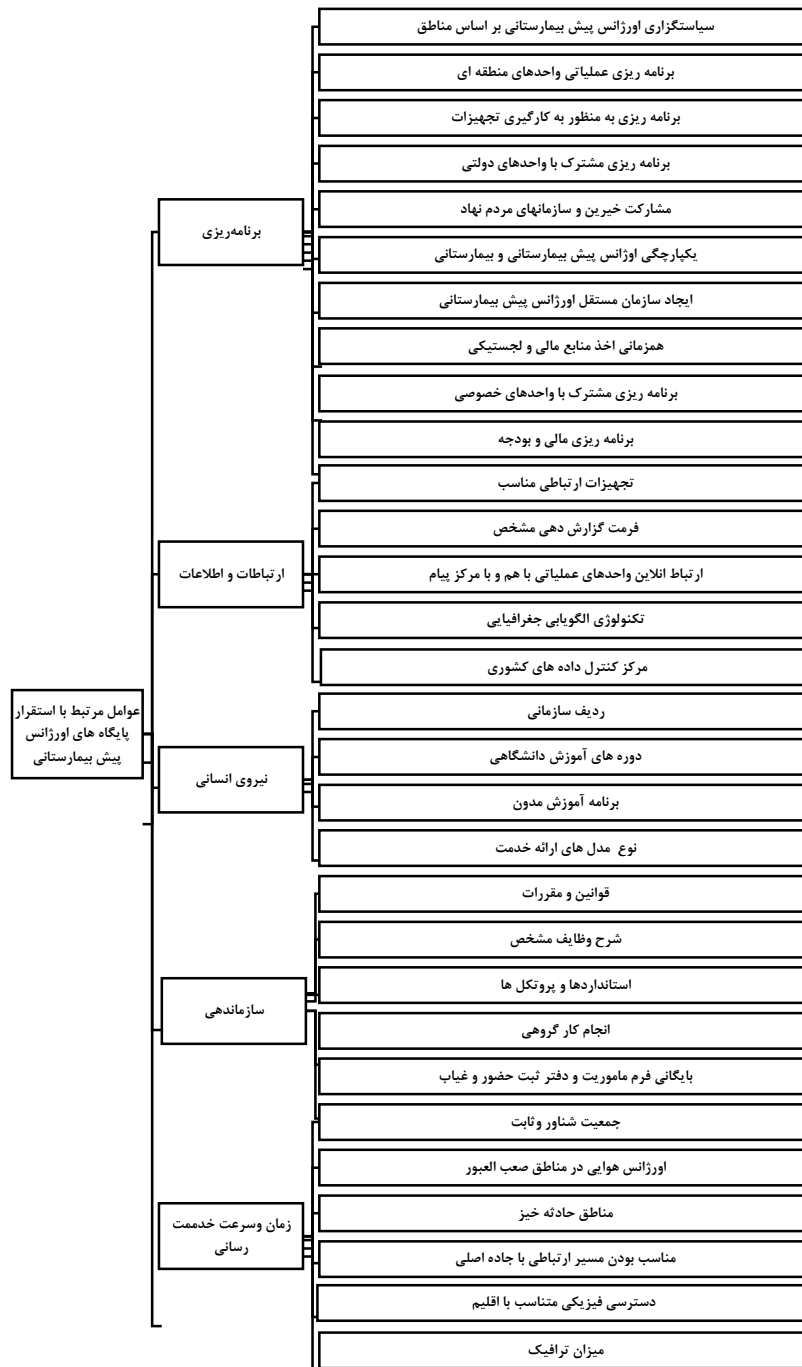 عوامل مرتبط با استقرار
پایگاه های اورژانس
پیش بیمارستانی
برنامه‌ریزی
سیاستگزاری اورژانس پیش بیمارستانی بر اساس مناطق
برنامه ریزی عملیاتی واحدهای منطقه ای
برنامه ریزی به منظور به کارگیری تجهیزات
برنامه ریزی مشترک با واحدهای دولتی
مشارکت خیرین و سازمانهای مردم نهاد
یکپارچگی اوژانس پیش بیمارستانی و بیمارستانی
ایجاد سازمان مستقل اورژانس پیش بیمارستانی
همزمانی اخذ منابع مالی و لجستیکی
برنامه ریزی مشترک با واحدهای خصوصی
برنامه ریزی مالی و بودجه
ارتباطات و اطلاعات
تجهیزات ارتباطی مناسب
فرمت گزارش دهی مشخص
ارتباط انلاین واحدهای عملیاتی با هم و با مرکز پیام
تکنولوژی الگویابی جغرافیایی
مرکز کنترل داده های کشوری
نیروی انسانی
ردیف سازمانی
دوره های آموزش دانشگاهی
برنامه آموزش مدون
نوع مدل های ارائه خدمت
سازماندهی
قوانین و مقررات
شرح وظایف مشخص
استانداردها و پروتکل ها
انجام کار گروهی
بایگانی فرم ماموریت و دفتر ثبت حضور و غیاب
زمان وسرعت خدممت
رسانی
جمعیت شناور وثابت
اورژانس هوایی در مناطق صعب العبور
مناطق حادثه خیز
مناسب بودن مسیر ارتباطی با جاده اصلی
دسترسی فیزیکی متناسب با اقلیم
میزان ترافیک